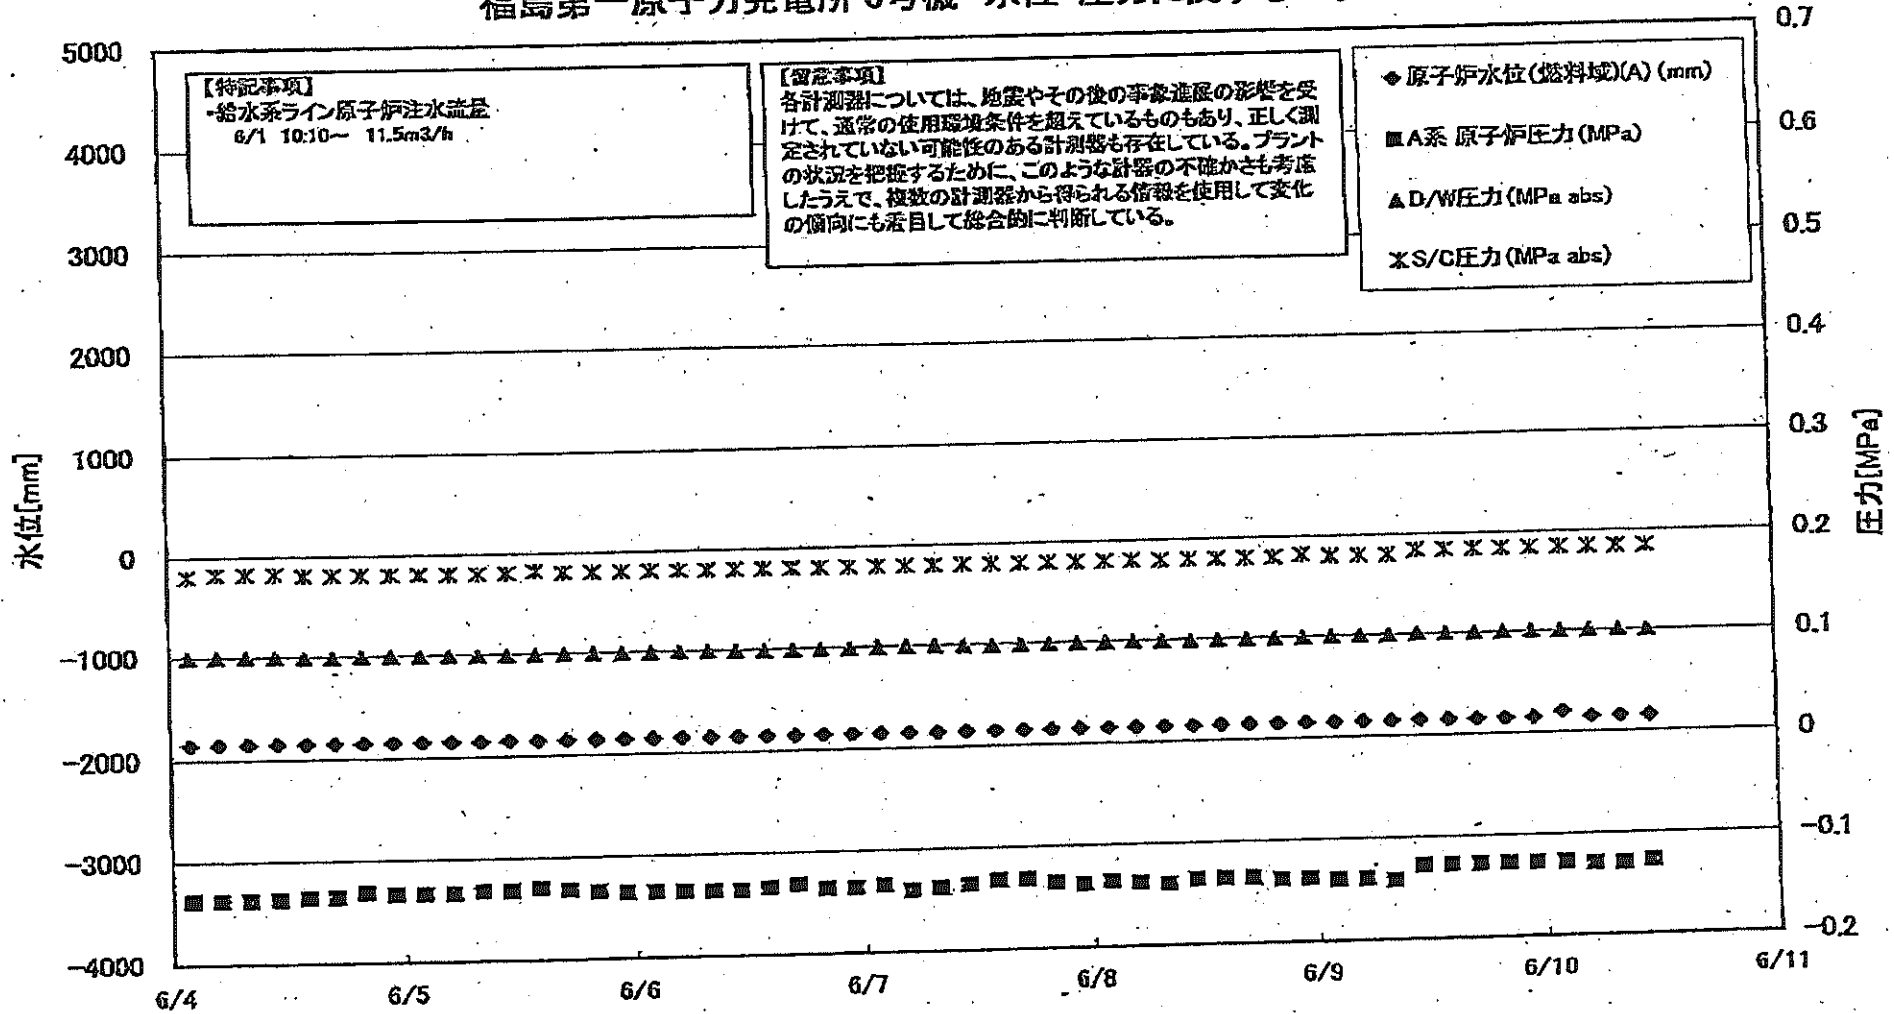 福島第一原子力発電所
0.7
5000
【特記事項】
・給水系ライン原子炉注水流量
6/1 10:10～ 11.5m3/h
【留意事項】
各計測器については、地震やその後の事象進展の影響を受
けて、通常の使用環境条件を超えているものもあり、正しく測
定されていない可能性のある計測器も存在している。プラント
の状況を把握するために、このような計器の不確かさも考慮
したうえで、複数の計測器から得られる情報を使用して変化
の傾向にも着目して総合的に判断している。
◆原子炉水位(燃料域)(A)(mm)
■A系 原子炉圧力(MPa)
▲D/W圧力(MPa abs)
S/C圧力(MPa abs)
0.6
4000
0.5
3000
0.4
2000
0.3
1000
0.2
0
0.1
-1000
0
-2000
-0.1
-3000
-0.2
-4000
水位[mm]
圧力[MPa]
6/4
6/5
6/6
6/7
6/8
6/9
6/10
6/11